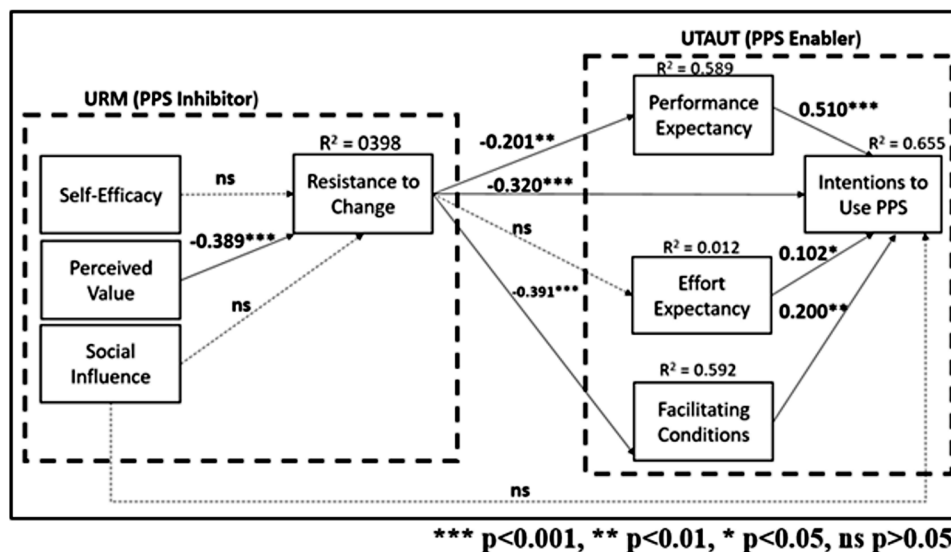 UTAUT (PPS Enabler)
R² = 0.589
URM (PPS Inhibitor)
Performance
Expectancy
0.510***
-0.201**
R² = 0398
R² = 0.655
Self-Efficacy
ns
Resistance to
Change
-0.320***
Intentions to
Use PPS
ns
-0.389***
R² = 0.012
0.102*
Perceived
Value
Effort
Expectancy
ns
-0.391***
0.200**
Social
Influence
R² = 0.592
Facilitating
Conditions
ns
*** p<0.001, ** p<0.01, * p<0.05, ns p>0.05